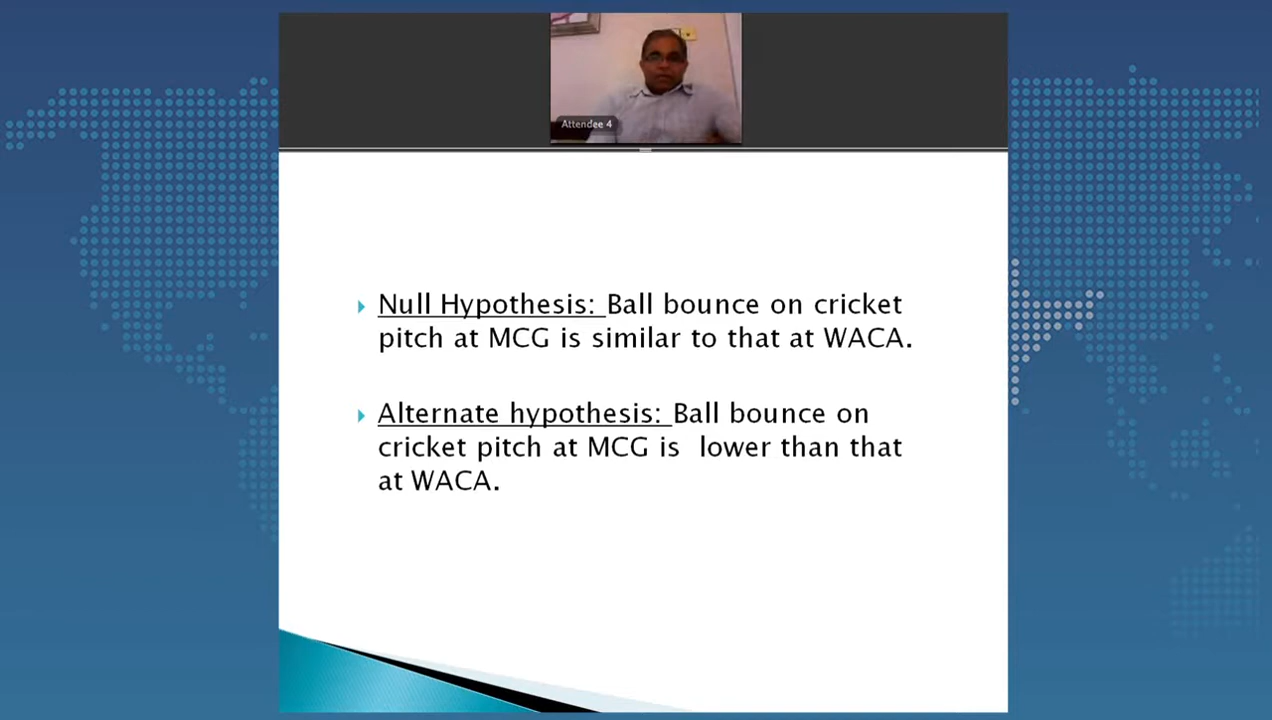 Attendee 4
Null Hypothesis: Ball bounce on cricket
pitch at MCG is similar to that at WACA.
Alternate hypothesis: Ball bounce on
cricket pitch at MCG is  lower than that
at WACA.